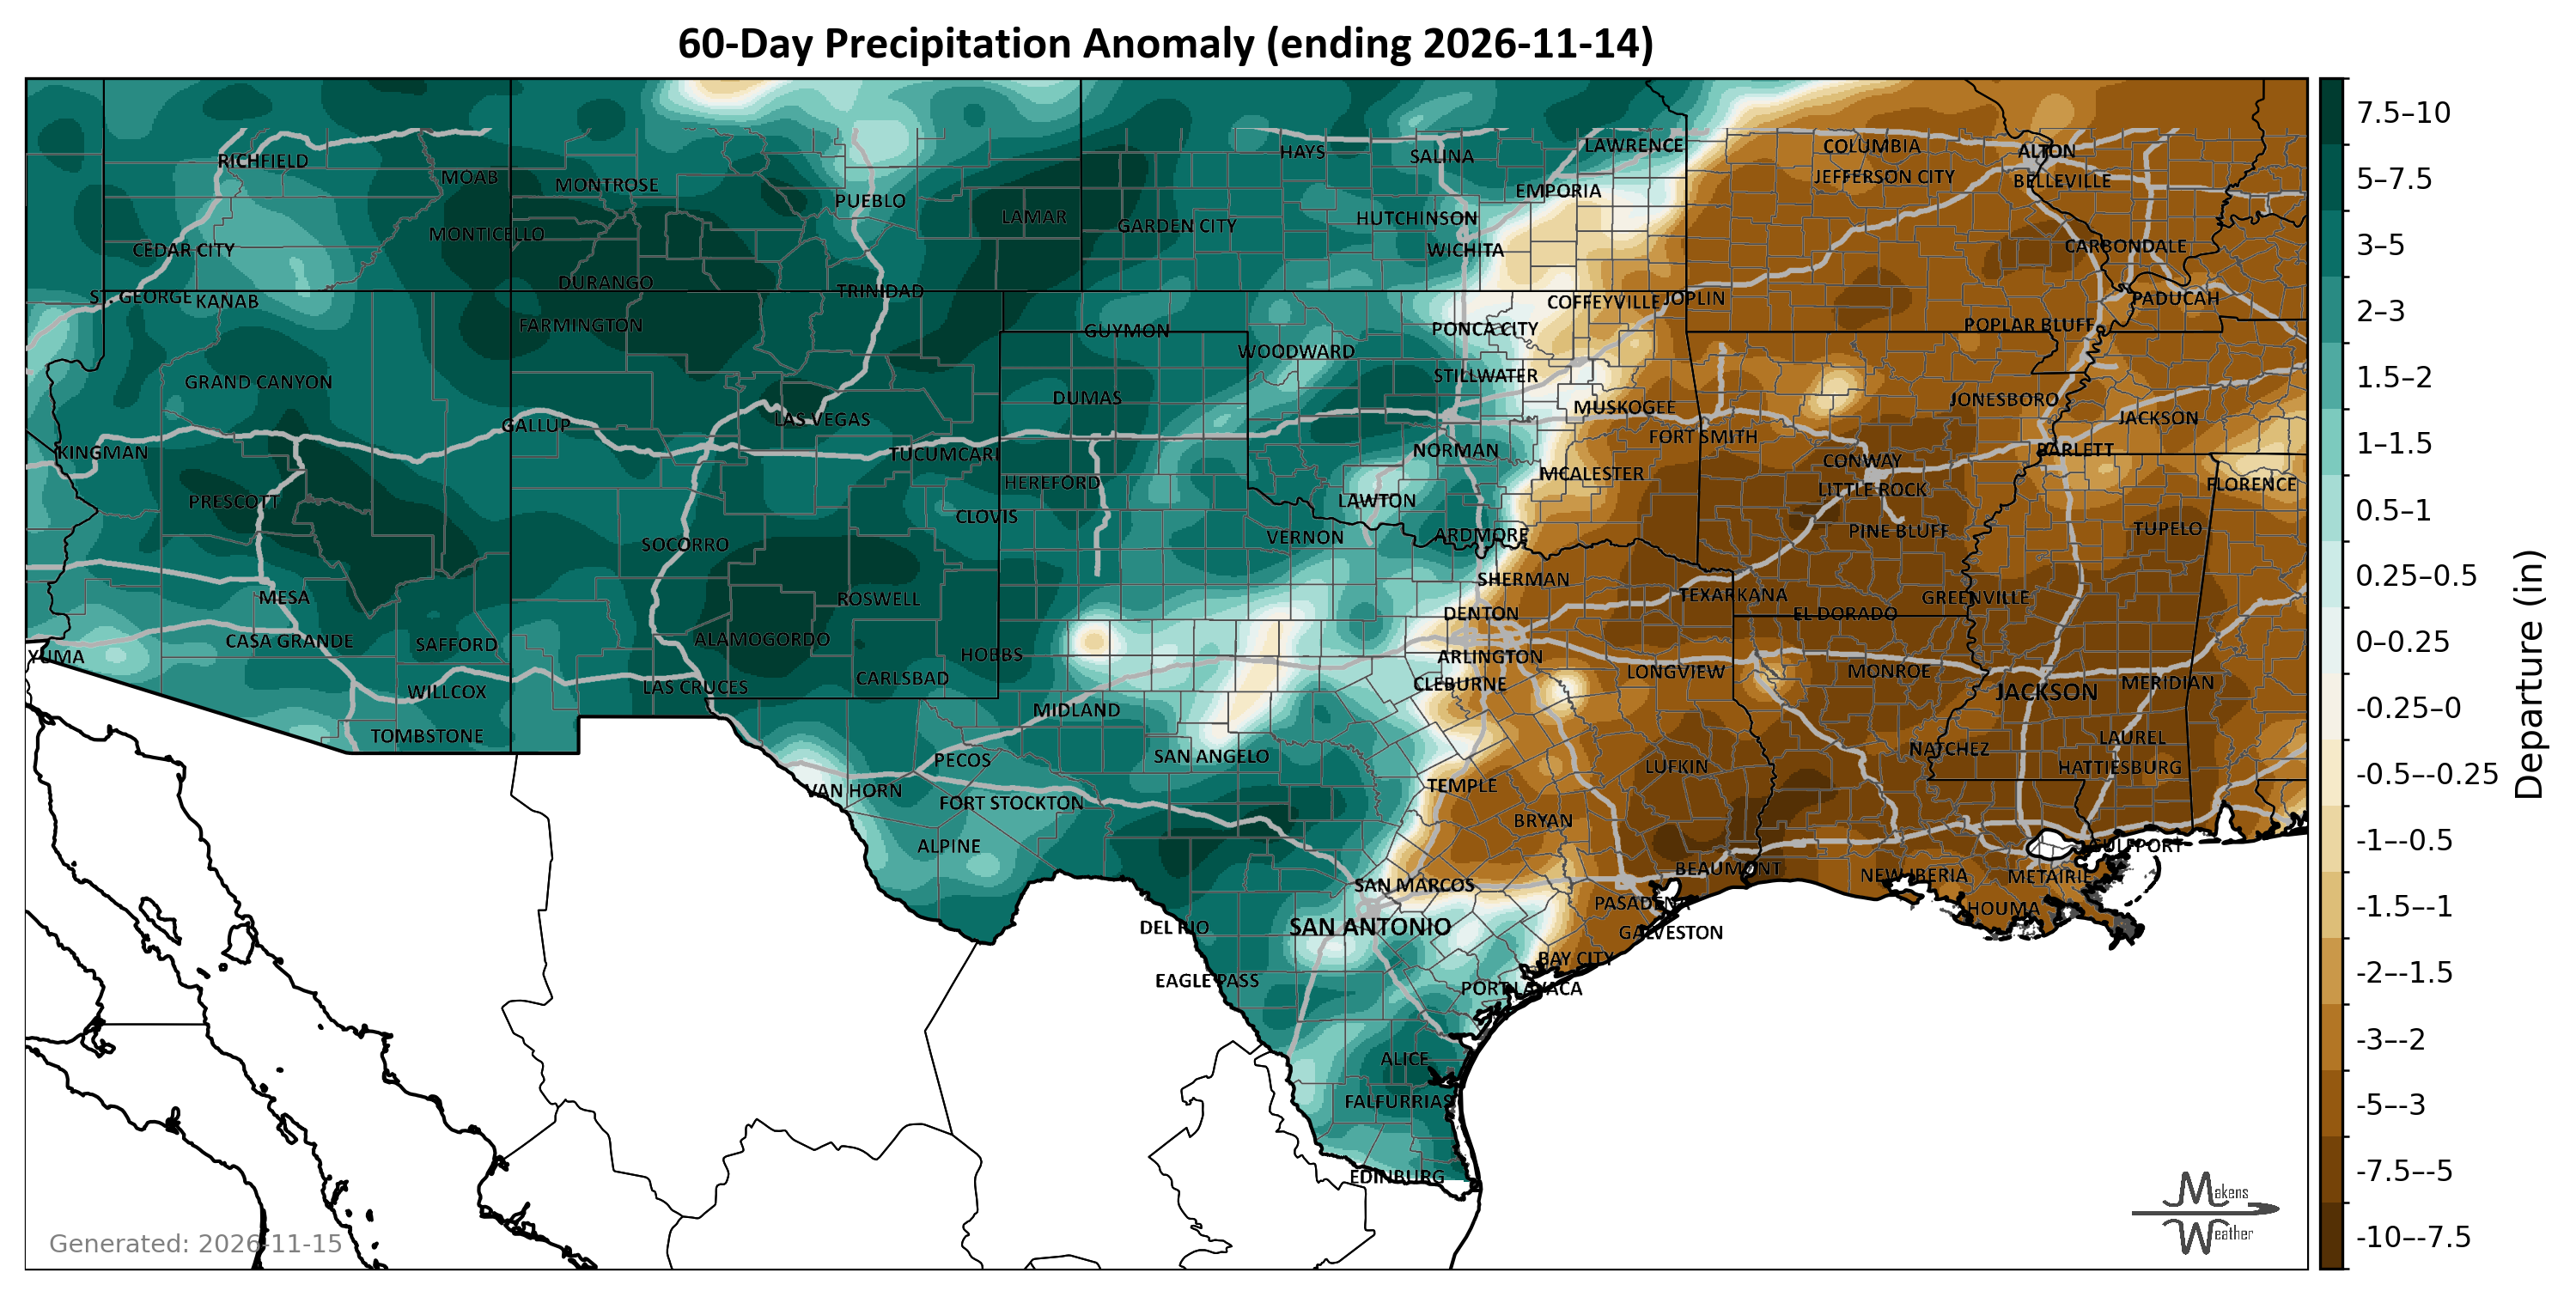 60-Day Precipitation Anomaly (ending 2026-11-14)
RICHFIELD
MOAB
MONTROSE
PUEBLO
LAMAR
HAYS
SALINA
LAWRENCE
COLUMBIA
ALTON
JEFFERSON CITY
BELLEVILLE
EMPORIA
GARDEN CITY
HUTCHINSON
MONTICELLO
CEDAR CITY
WICHITA
CARBONDALE
DURANGO
TRINIDAD
ST. GEORGE
KANAB
COFFEYVILLE
JOPLIN
PADUCAH
FARMINGTON
GUYMON
PONCA CITY
POPLAR BLUFF
WOODWARD
STILLWATER
GRAND CANYON
DUMAS
MUSKOGEE
JONESBORO
JACKSON
GALLUP
LAS VEGAS
FORT SMITH
KINGMAN
TUCUMCARI
NORMAN
CONWAY
BARLETT
PRESCOTT
HEREFORD
LAWTON
MCALESTER
LITTLE ROCK
FLORENCE
CLOVIS
VERNON
ARDMORE
PINE BLUFF
TUPELO
SOCORRO
SHERMAN
MESA
ROSWELL
DENTON
TEXARKANA
EL DORADO
GREENVILLE
CASA GRANDE
SAFFORD
ALAMOGORDO
HOBBS
ARLINGTON
YUMA
WILLCOX
LAS CRUCES
CARLSBAD
CLEBURNE
LONGVIEW
MONROE
JACKSON
MERIDIAN
MIDLAND
TOMBSTONE
PECOS
SAN ANGELO
NATCHEZ
LAUREL
VAN HORN
FORT STOCKTON
TEMPLE
LUFKIN
HATTIESBURG
ALPINE
BRYAN
GULFPORT
SAN MARCOS
BEAUMONT
NEW IBERIA
METAIRIE
DEL RIO
SAN ANTONIO
PASADENA
HOUMA
GALVESTON
EAGLE PASS
BAY CITY
PORT LAVACA
ALICE
FALFURRIAS
EDINBURG
Generated: 2026-11-15
Makens
Weather
7.5–10
5–7.5
3–5
2–3
1.5–2
1–1.5
0.5–1
0.25–0.5
0–0.25
-0.25–0
-0.5–-0.25
-1–-0.5
-1.5–-1
-2–-1.5
-3–-2
-5–-3
-7.5–-5
-10–-7.5
Departure (in)